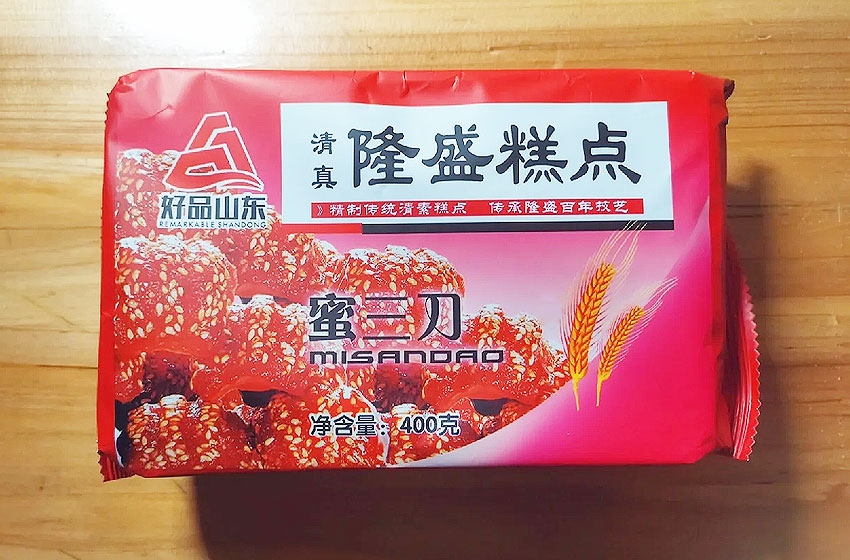 清真
隆盛糕点
》精制传统清素糕点 传承隆盛百年技艺
好品山东
REMARKABLE SHANDONG
蜜三刀
MISANDAO
净含量：400克